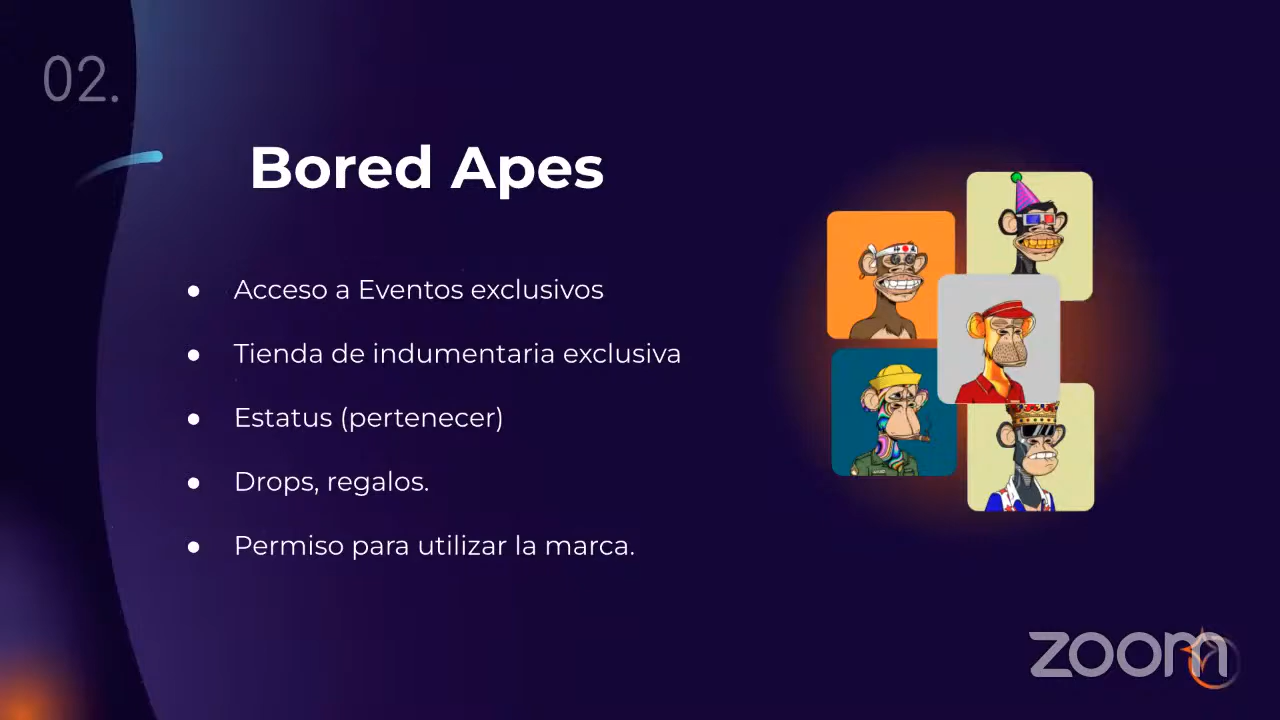 02.
Bored Apes
● Acceso a Eventos exclusivos
● Tienda de indumentaria exclusiva
● Estatus (pertenecer)
● Drops, regalos.
● Permiso para utilizar la marca.
zoom